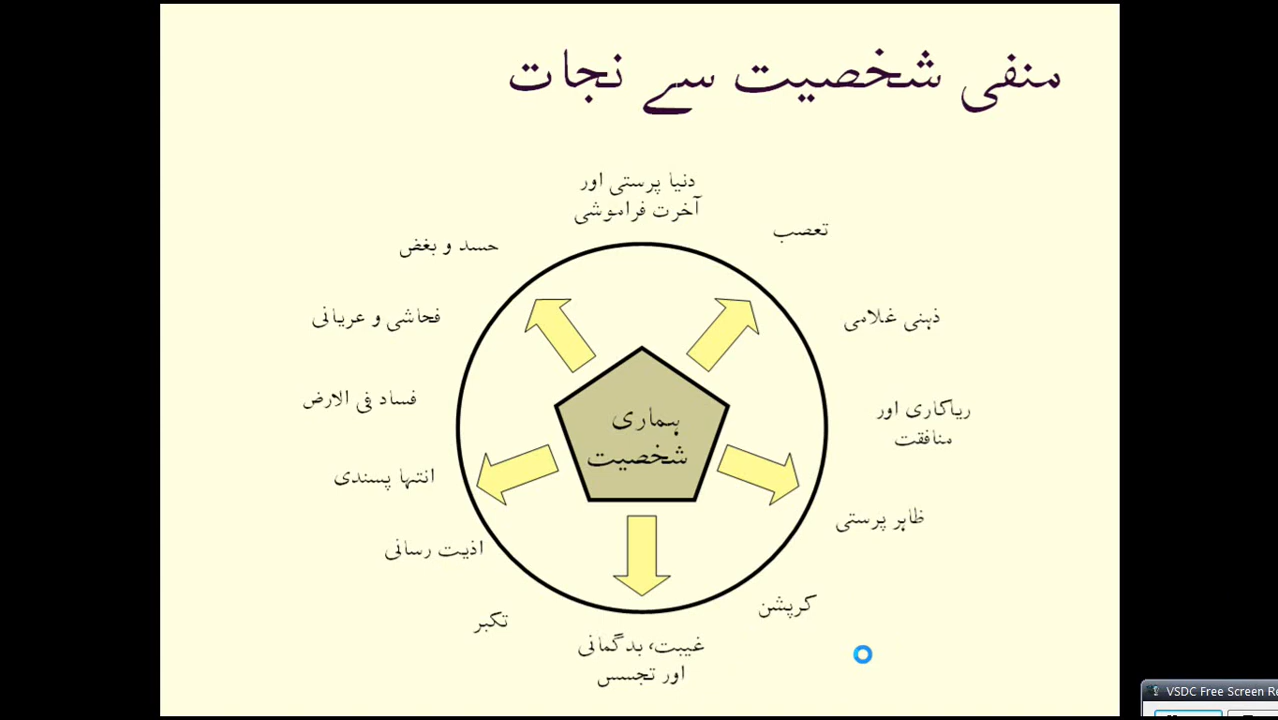 منفی شخصیت سے نجات
دنیا پرستی اور
آخرت فراموشی
تعصب
ذہنی غلامی
ریاکاری اور
منافقت
ظاہر پرستی
کرپشن
غیبت، بدگمانی
اور تجسس
تکبر
اذیت رسانی
انتہا پسندی
فساد فی الارض
فحاشی و عریانی
حسد و بغض
ہماری
شخصیت
VSDC Free Screen Re